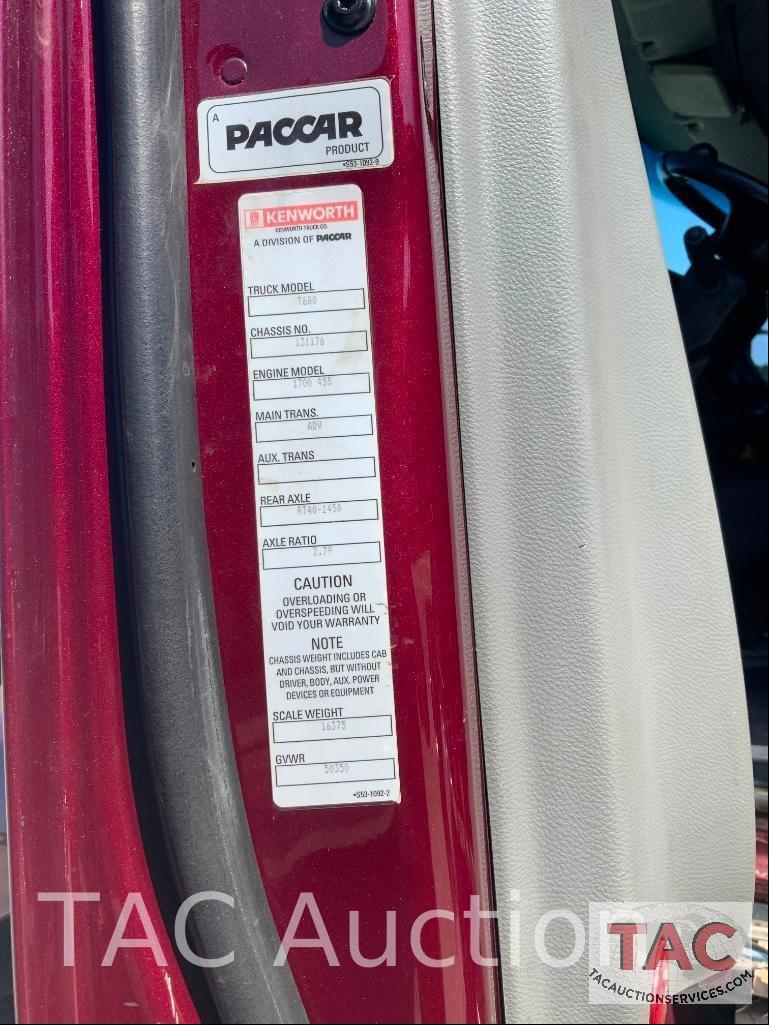 A
PACCAR
PRODUCT
•S53-1092-9
KENWORTH
KENWORTH TRUCK CO.
A DIVISION OF PACCAR
TRUCK MODEL
T680
CHASSIS NO.
131176
ENGINE MODEL
1700 455
MAIN TRANS.
ADV
AUX. TRANS
REAR AXLE
RT40-145A
AXLE RATIO
2.79
CAUTION
OVERLOADING OR
OVERSPEEDING WILL
VOID YOUR WARRANTY
NOTE
CHASSIS WEIGHT INCLUDES CAB
AND CHASSIS, BUT WITHOUT
DRIVER, BODY, AUX. POWER
DEVICES OR EQUIPMENT
SCALE WEIGHT
16375
GVWR
50350
•S53-1092-2
TAC Auction
TAC
TACAUCTIONSERVICES.COM